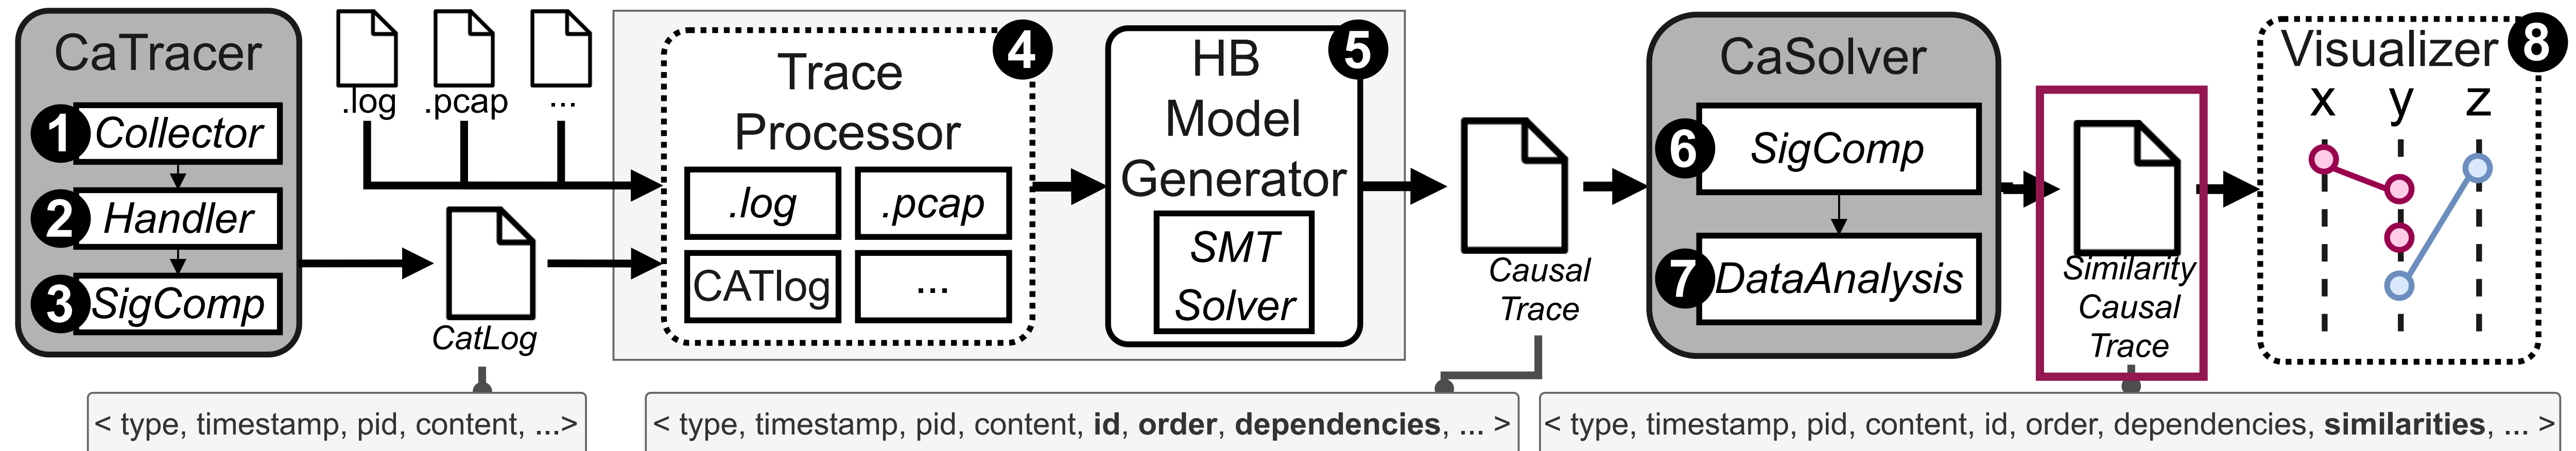 CaTracer
1 Collector
2 Handler
3 SigComp
.log
.pcap
...
CatLog
< type, timestamp, pid, content, ...>
4
Trace
Processor
.log
.pcap
CATlog
...
5
HB
Model
Generator
SMT
Solver
Causal
Trace
< type, timestamp, pid, content, id, order, dependencies, ... >
CaSolver
6 SigComp
7 DataAnalysis
Similarity
Causal
Trace
< type, timestamp, pid, content, id, order, dependencies, similarities, ... >
Visualizer 8
x y z